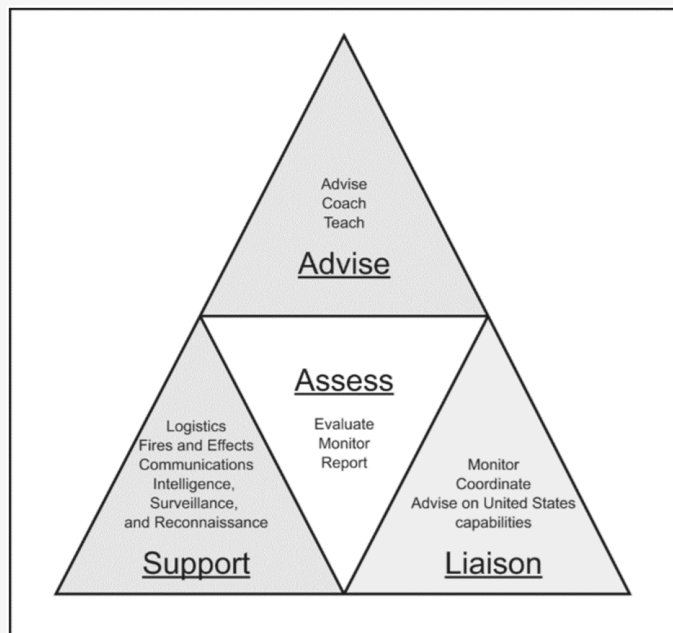 Advise
Coach
Teach
Advise
Assess
Evaluate
Monitor
Report
Logistics
Fires and Effects
Communications
Intelligence,
Surveillance,
and Reconnaissance
Support
Monitor
Coordinate
Advise on United States
capabilities
Liaison